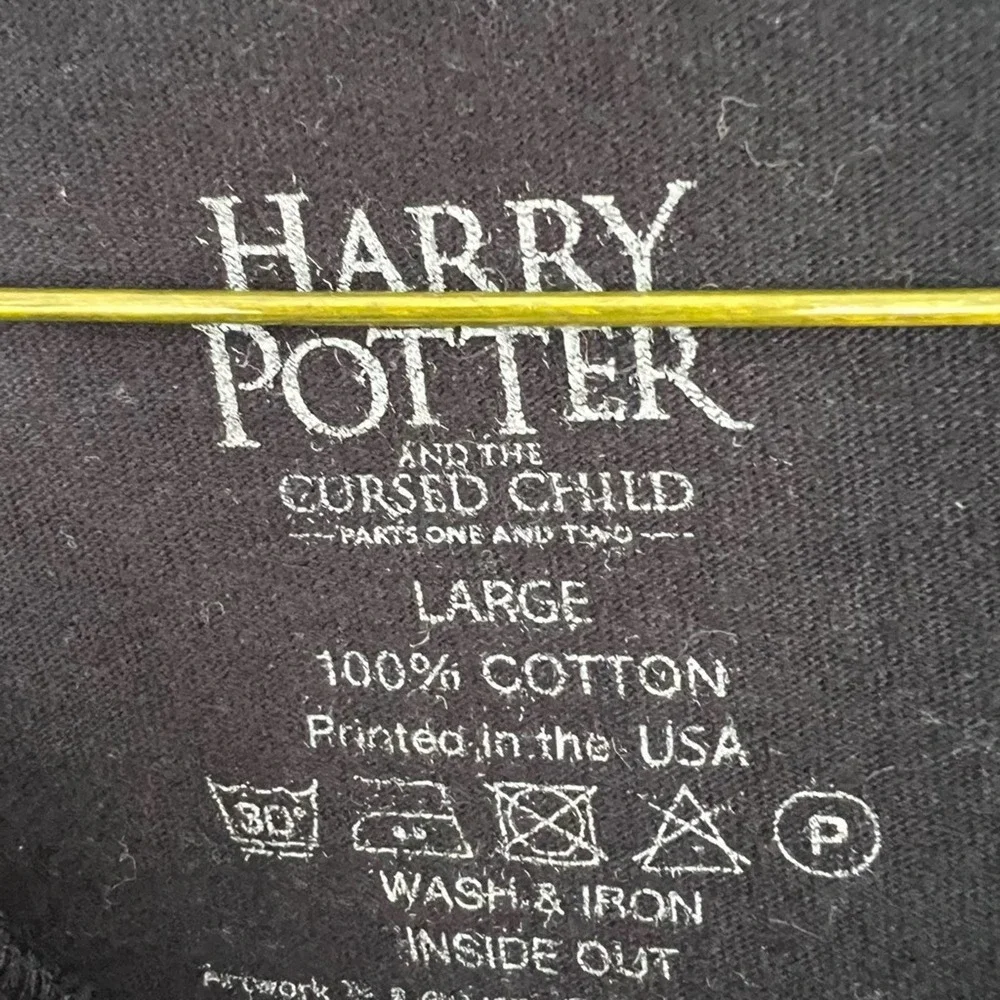 HARRY
POTTER
AND THE
CURSED CHILD
PARTS ONE AND TWO
LARGE
100% COTTON
Printed in the USA
30°
P
WASH & IRON
INSIDE OUT
Artwork